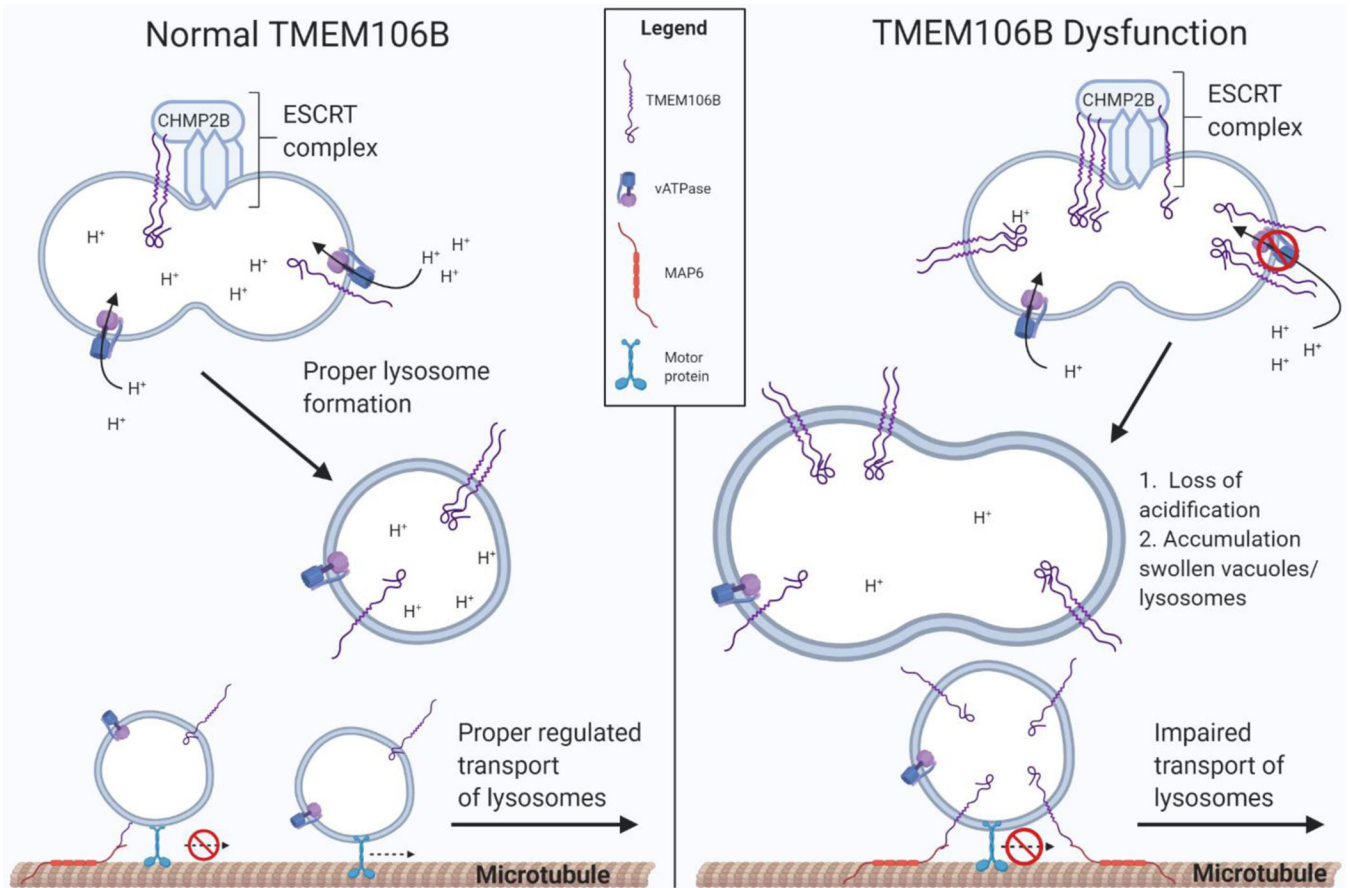 Normal TMEM106B
CHMP2B
ESCRT
complex
H⁺
H⁺
H⁺
H⁺
H⁺
H⁺
H⁺
H⁺
H⁺
H⁺
Proper lysosome
formation
H⁺
H⁺
H⁺
H⁺
Proper regulated
transport
of lysosomes
Microtubule
Legend
TMEM106B
vATPase
MAP6
Motor
protein
TMEM106B Dysfunction
CHMP2B
ESCRT
complex
H⁺
H⁺
H⁺
H⁺
H⁺
H⁺
H⁺
1. Loss of
acidification
2. Accumulation
swollen vacuoles/
lysosomes
Impaired
transport of
lysosomes
Microtubule